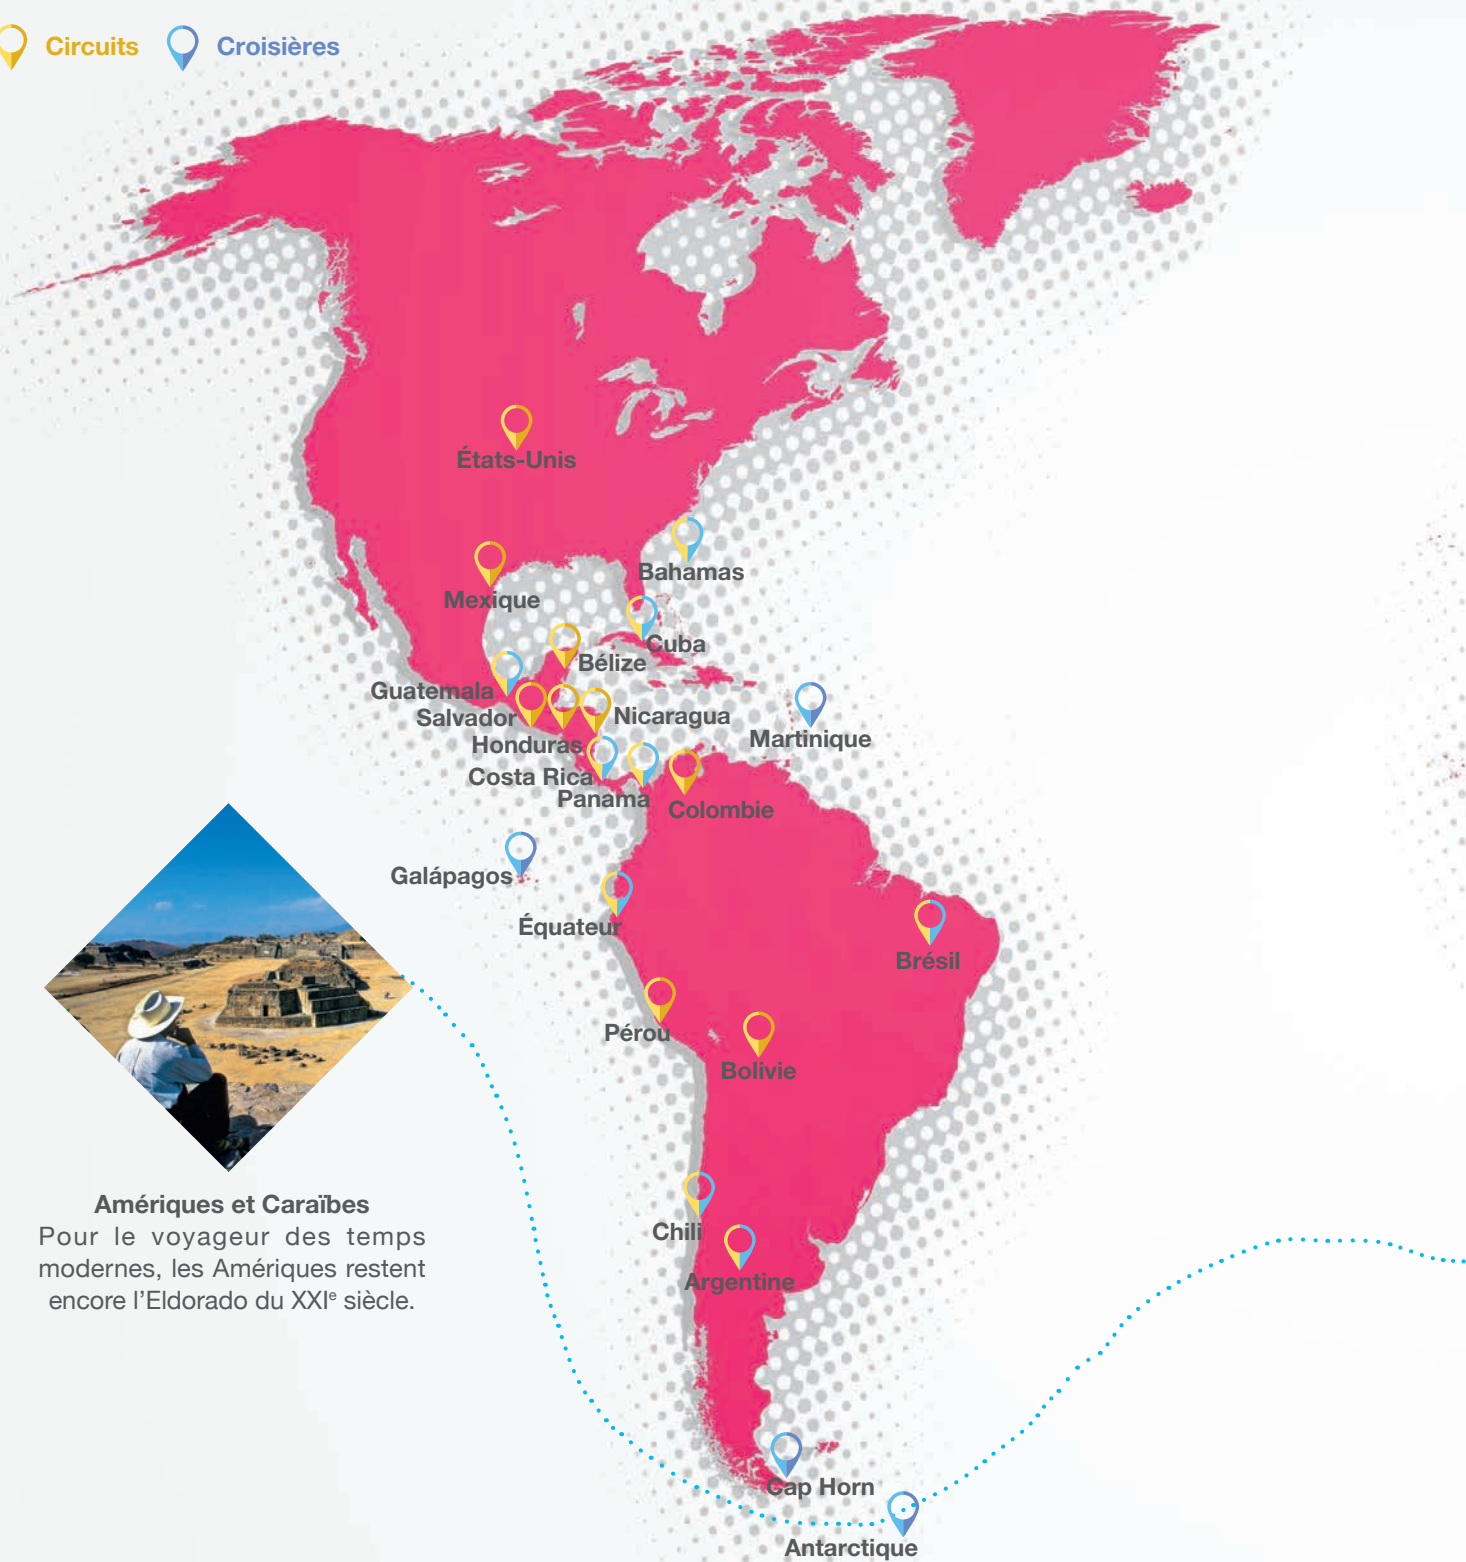 Circuits
Croisières
États-Unis
Bahamas
Mexique
Cuba
Bélize
Guatemala
Salvador
Nicaragua
Honduras
Martinique
Costa Rica
Panama
Colombie
Galápagos
Équateur
Brésil
Pérou
Bolivie
Amériques et Caraïbes
Pour le voyageur des temps
modernes, les Amériques restent
encore l’Eldorado du XXIe siècle.
Chili
Argentine
Cap Horn
Antarctique